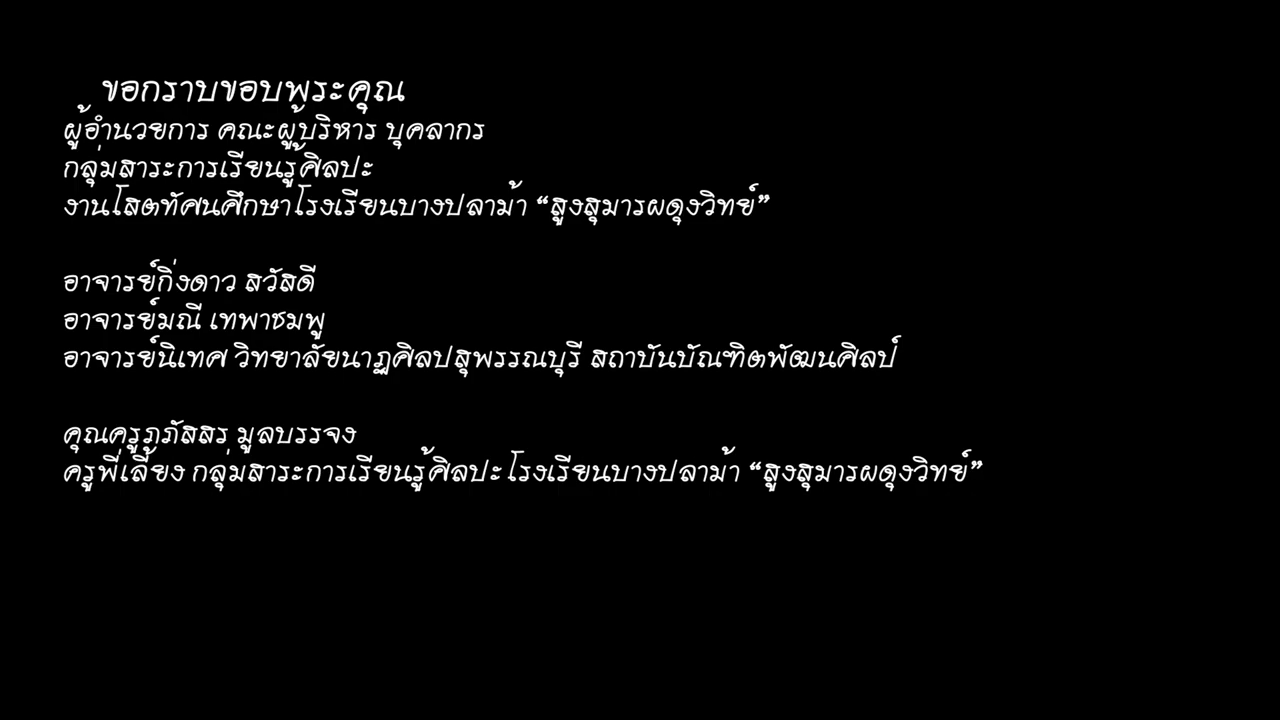 ขอกราบขอบพระคุณ
ผู้อำนวยการ คณะผู้บริหาร บุคลากร
กลุ่มสาระการเรียนรู้ศิลปะ
งานโสตทัศนศึกษาโรงเรียนบางปลาม้า “สูงสุมารผดุงวิทย์”
อาจารย์กิ่งดาว สวัสดี
อาจารย์มณี เทพาชมพู
อาจารย์นิเทศ วิทยาลัยนาฏศิลปสุพรรณบุรี สถาบันบัณฑิตพัฒนศิลป์
คุณครูภภัสสร มูลบรรจง
ครูพี่เลี้ยง กลุ่มสาระการเรียนรู้ศิลปะโรงเรียนบางปลาม้า “สูงสุมารผดุงวิทย์”